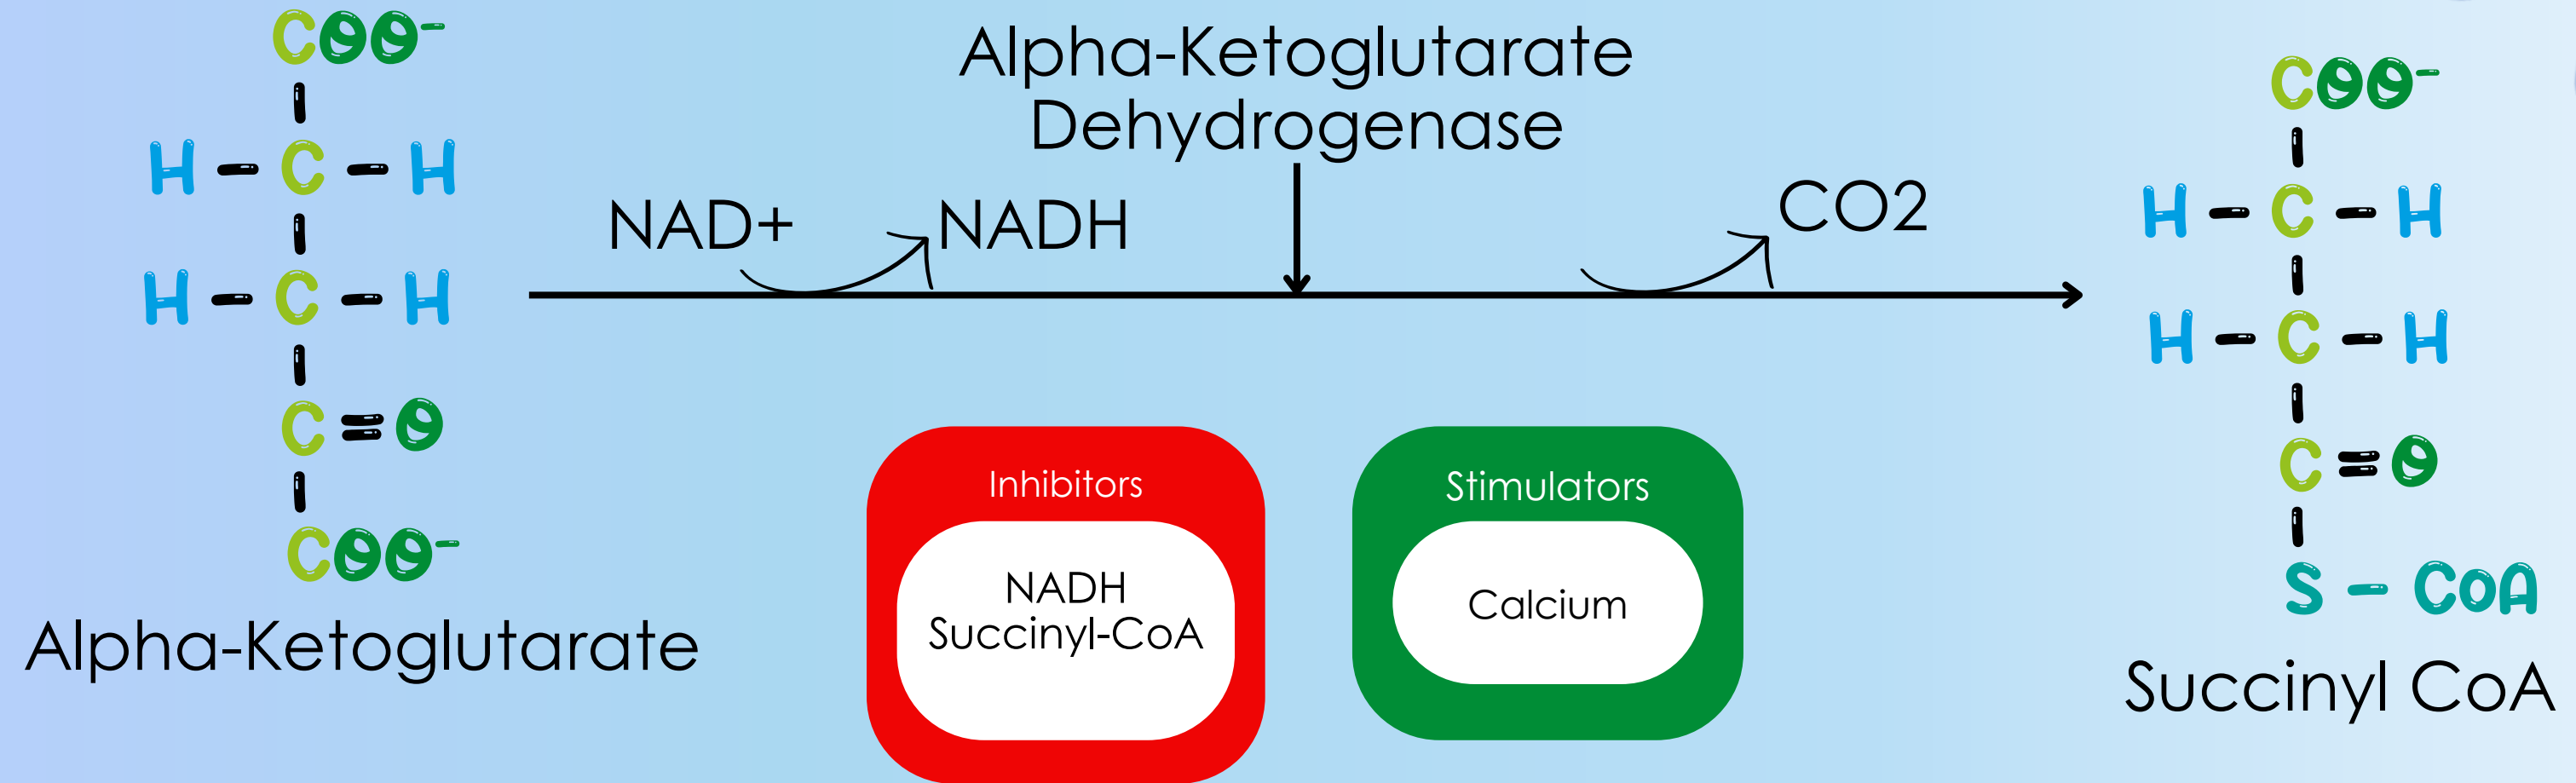 COO-
H - C - H
H - C - H
C = O
COO-
Alpha-Ketoglutarate
NAD+
NADH
Alpha-Ketoglutarate
Dehydrogenase
CO2
Inhibitors
NADH
Succinyl-CoA
Stimulators
Calcium
COO-
H - C - H
H - C - H
C = O
S - CoA
Succinyl CoA